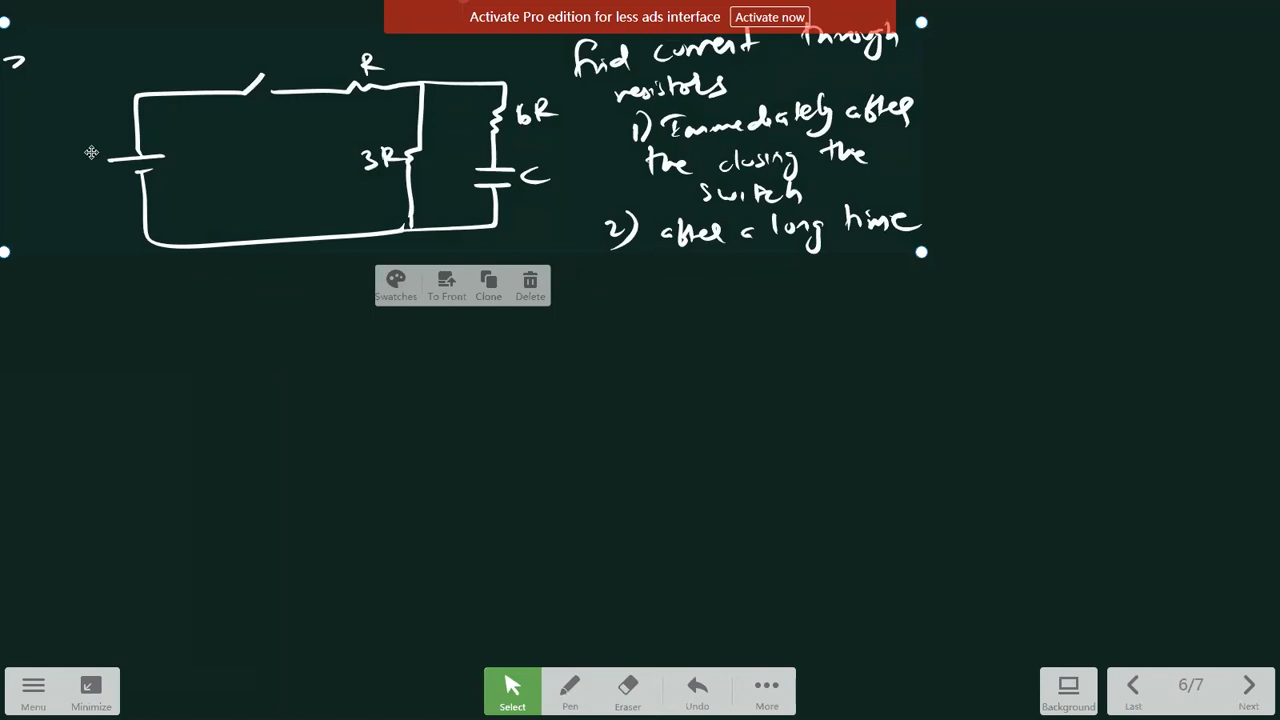 Activate Pro edition for less ads interface Activate now
find current through
resistors
1) Immediately after
the closing the
switch
2) after a long time
R
6R
3R
C
Swatches To Front Clone Delete
Menu Minimize Select Pen Eraser Undo More Background Last 6/7 Next